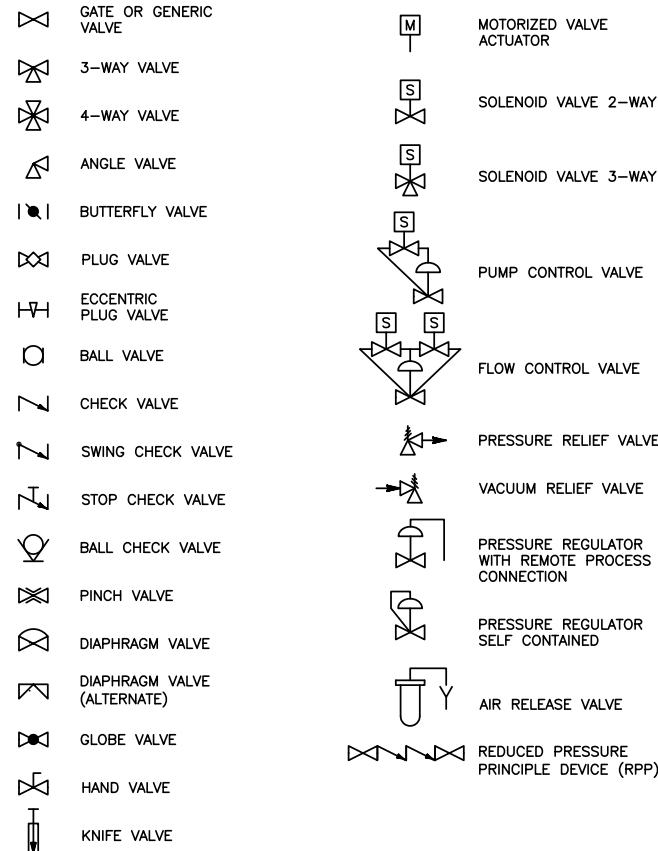 GATE OR GENERIC
VALVE
3-WAY VALVE
4-WAY VALVE
ANGLE VALVE
BUTTERFLY VALVE
PLUG VALVE
ECCENTRIC
PLUG VALVE
BALL VALVE
CHECK VALVE
SWING CHECK VALVE
STOP CHECK VALVE
BALL CHECK VALVE
PINCH VALVE
DIAPHRAGM VALVE
DIAPHRAGM VALVE
(ALTERNATE)
GLOBE VALVE
HAND VALVE
KNIFE VALVE
M
MOTORIZED VALVE
ACTUATOR
S
SOLENOID VALVE 2-WAY
S
SOLENOID VALVE 3-WAY
S
PUMP CONTROL VALVE
S S
FLOW CONTROL VALVE
PRESSURE RELIEF VALVE
VACUUM RELIEF VALVE
PRESSURE REGULATOR
WITH REMOTE PROCESS
CONNECTION
PRESSURE REGULATOR
SELF CONTAINED
AIR RELEASE VALVE
REDUCED PRESSURE
PRINCIPLE DEVICE (RPP)